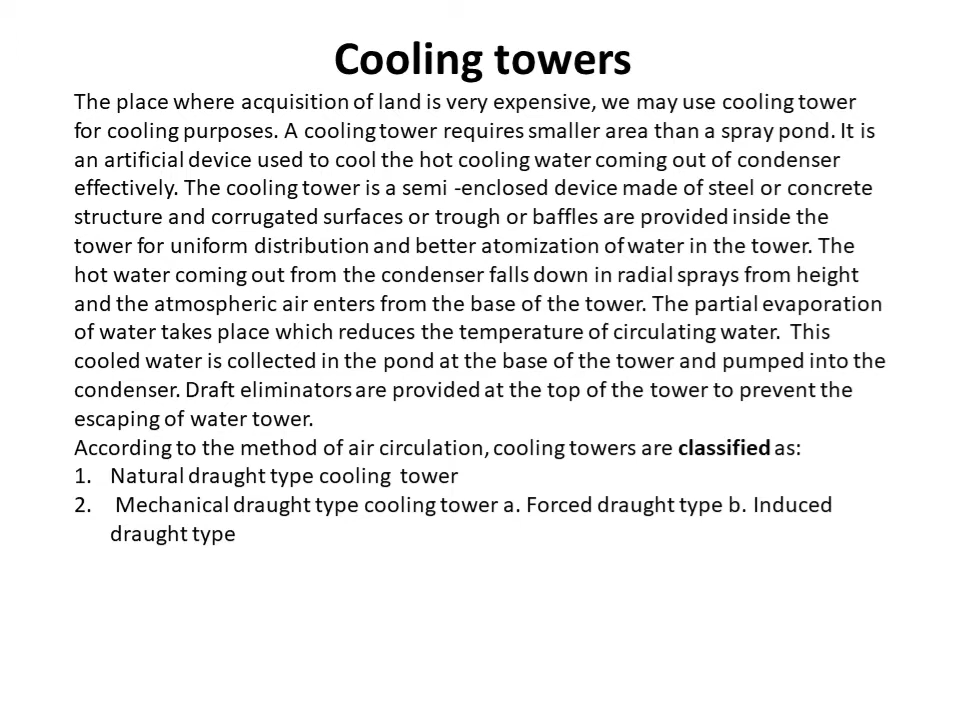 Cooling towers
The place where acquisition of land is very expensive, we may use cooling tower
for cooling purposes. A cooling tower requires smaller area than a spray pond. It is
an artificial device used to cool the hot cooling water coming out of condenser
effectively. The cooling tower is a semi -enclosed device made of steel or concrete
structure and corrugated surfaces or trough or baffles are provided inside the
tower for uniform distribution and better atomization of water in the tower. The
hot water coming out from the condenser falls down in radial sprays from height
and the atmospheric air enters from the base of the tower. The partial evaporation
of water takes place which reduces the temperature of circulating water.  This
cooled water is collected in the pond at the base of the tower and pumped into the
condenser. Draft eliminators are provided at the top of the tower to prevent the
escaping of water tower.
According to the method of air circulation, cooling towers are classified as:
1. Natural draught type cooling  tower
2. Mechanical draught type cooling tower a. Forced draught type b. Induced
draught type